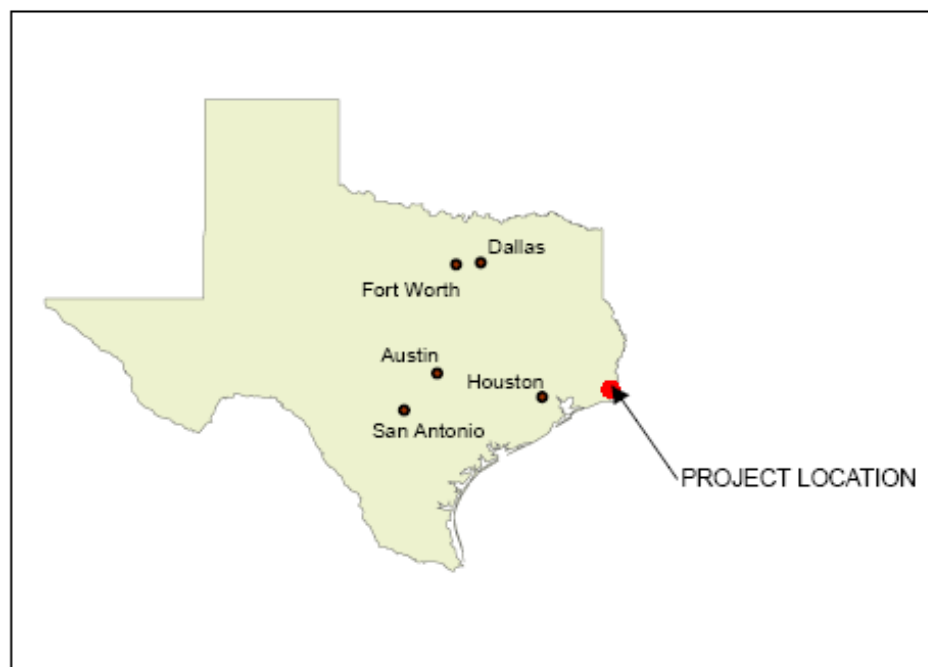 Dallas
Fort Worth
Austin
Houston
San Antonio
PROJECT LOCATION